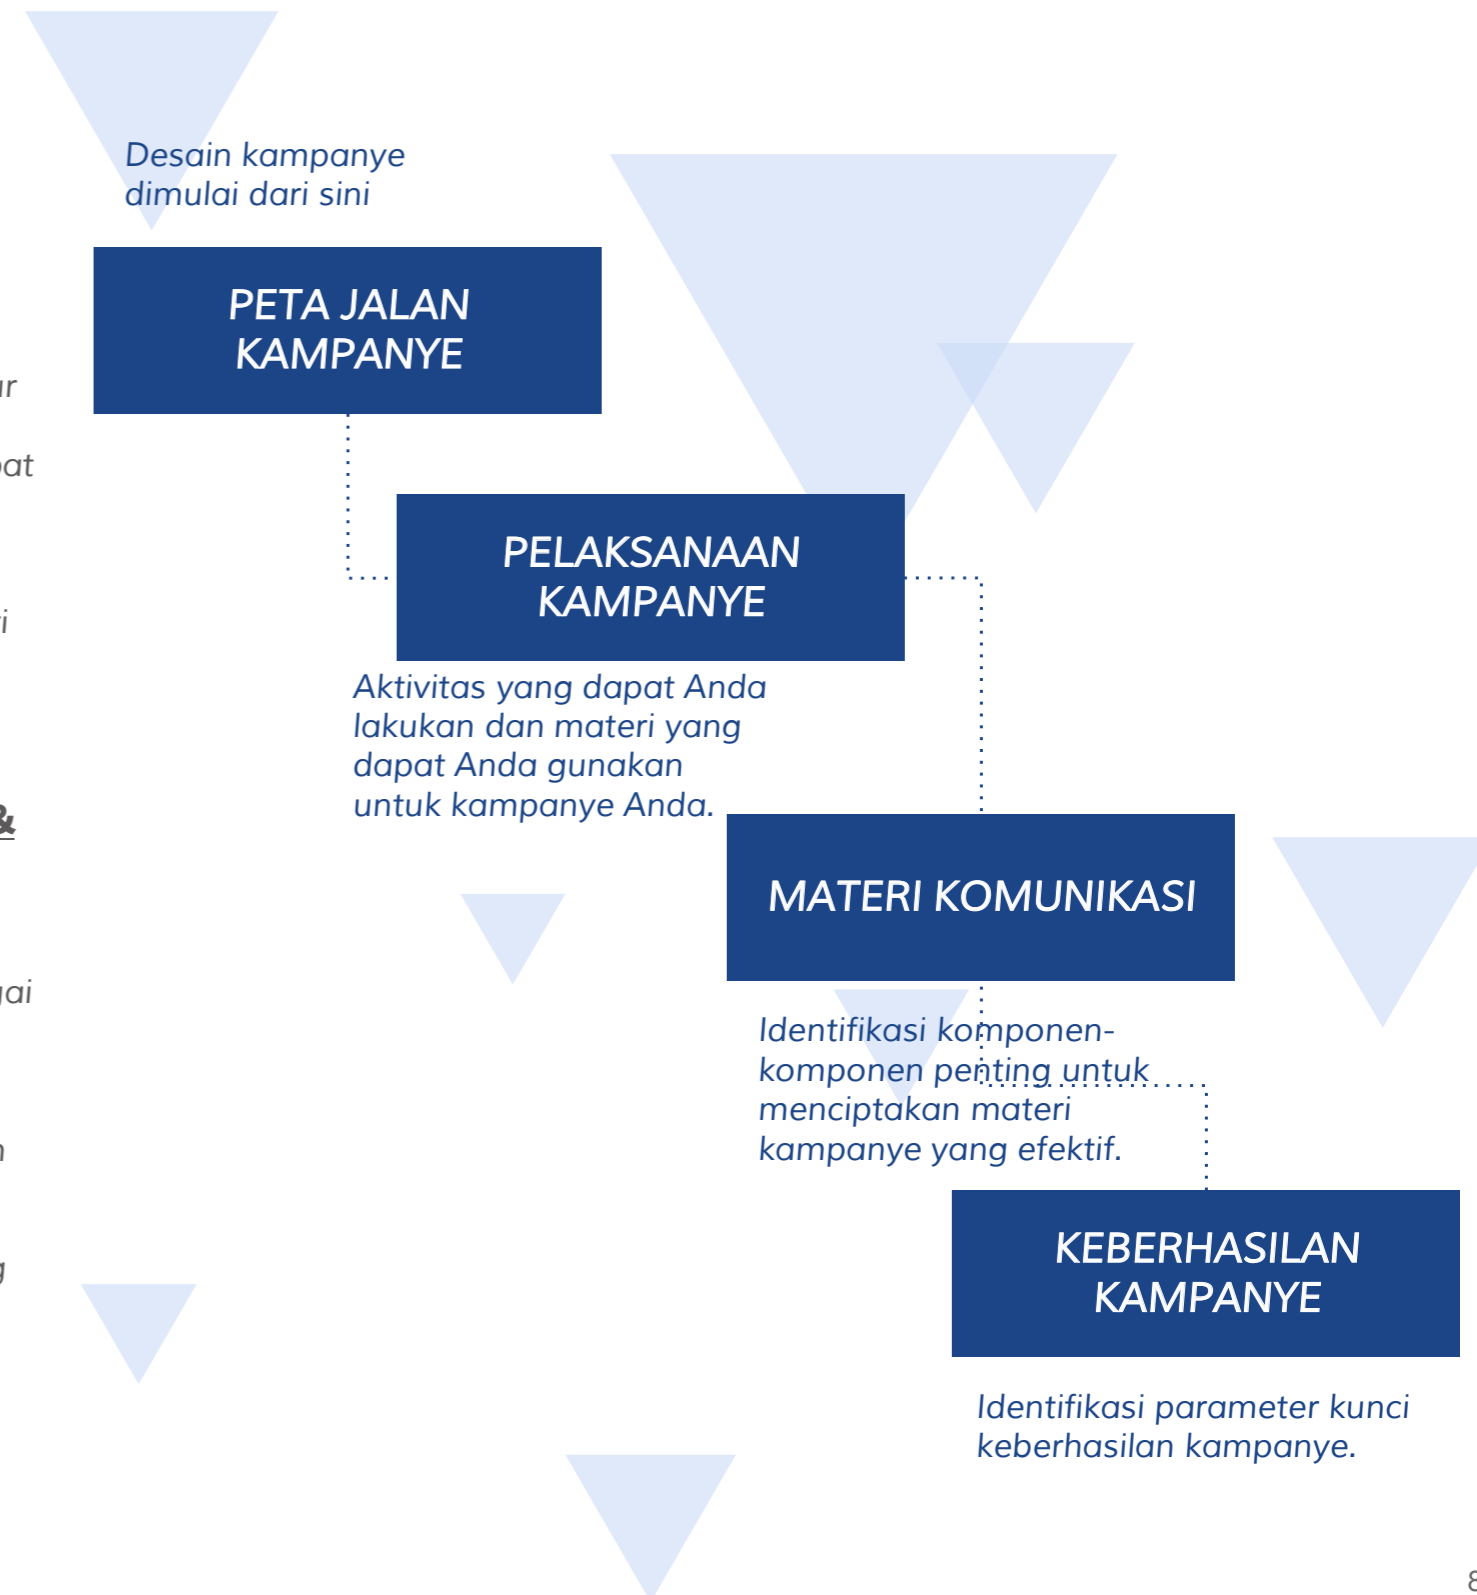 Desain kampanye
dimulai dari sini
PETA JALAN
KAMPANYE
PELAKSANAAN
KAMPANYE
Aktivitas yang dapat Anda
lakukan dan materi yang
dapat Anda gunakan
untuk kampanye Anda.
&
MATERI KOMUNIKASI
Identifikasi komponen-
komponen penting untuk
menciptakan materi
kampanye yang efektif.
KEBERHASILAN
KAMPANYE
Identifikasi parameter kunci
keberhasilan kampanye.
8